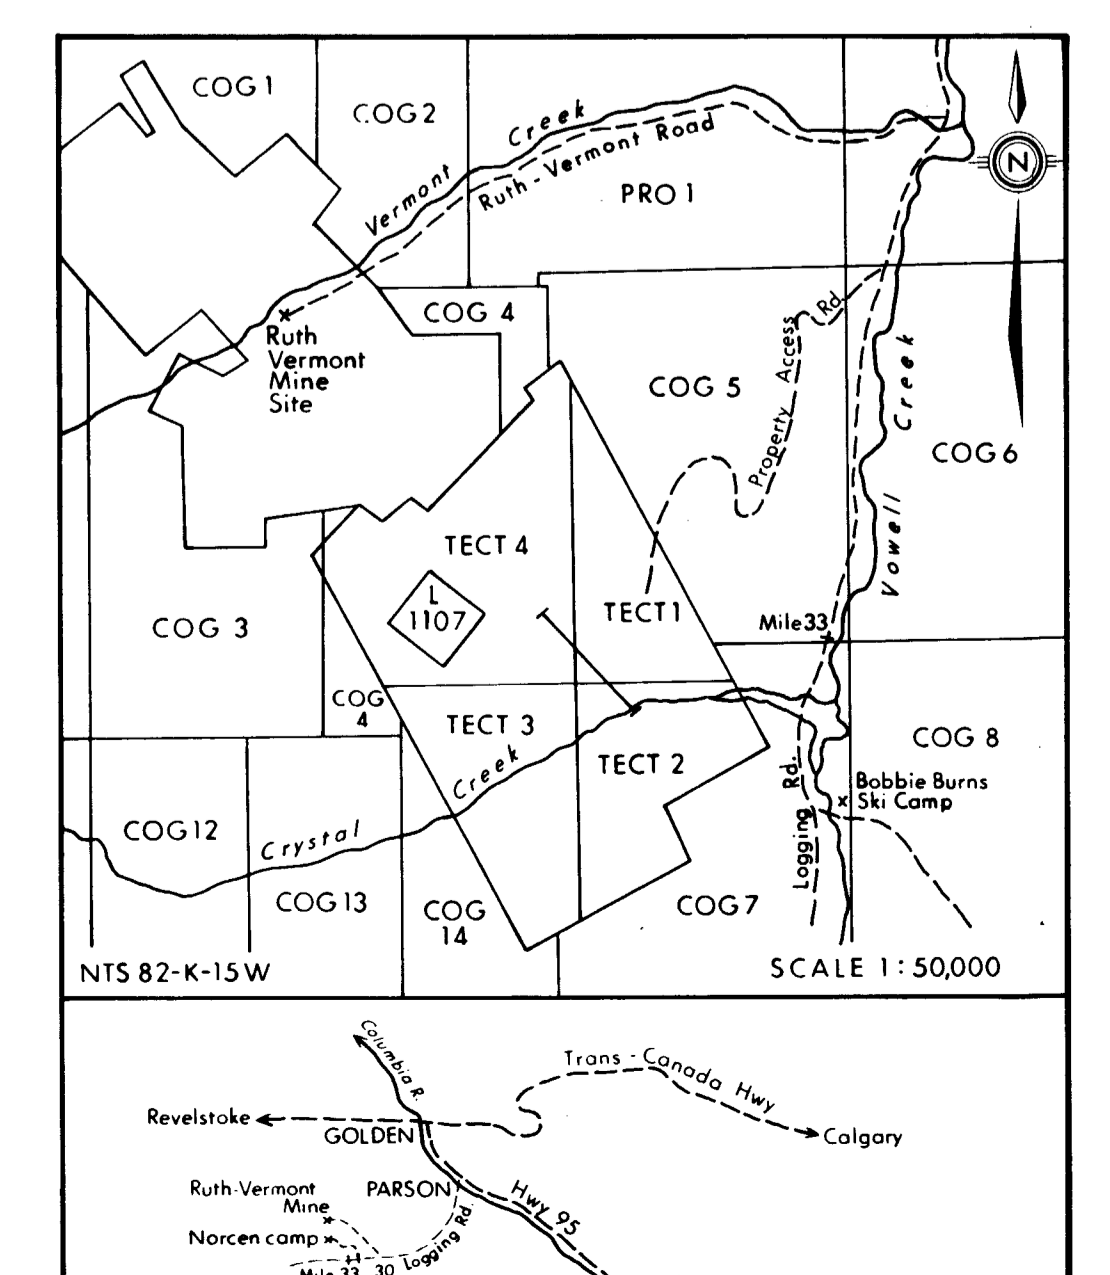 COG 1
COG 2
Vermont Creek
Ruth - Vermont Road
PRO 1
N
COG 4
Ruth
Vermont
Mine
Site
COG 5
Property Access Rd.
Vowell Creek
COG 6
TECT 4
L
1107
TECT 1
Mile 33
COG 3
COG
4
TECT 3
TECT 2
COG 8
Crystal Creek
Logging Rd.
Bobbie Burns
Ski Camp
COG 12
COG 13
COG
14
COG 7
NTS 82-K-15W
SCALE 1 : 50,000
Columbia R.
Trans - Canada Hwy
Revelstoke
GOLDEN
Calgary
Ruth-Vermont
Mine
PARSON
Hwy 95
Norcen camp
Logging Rd.
Mile 33 30